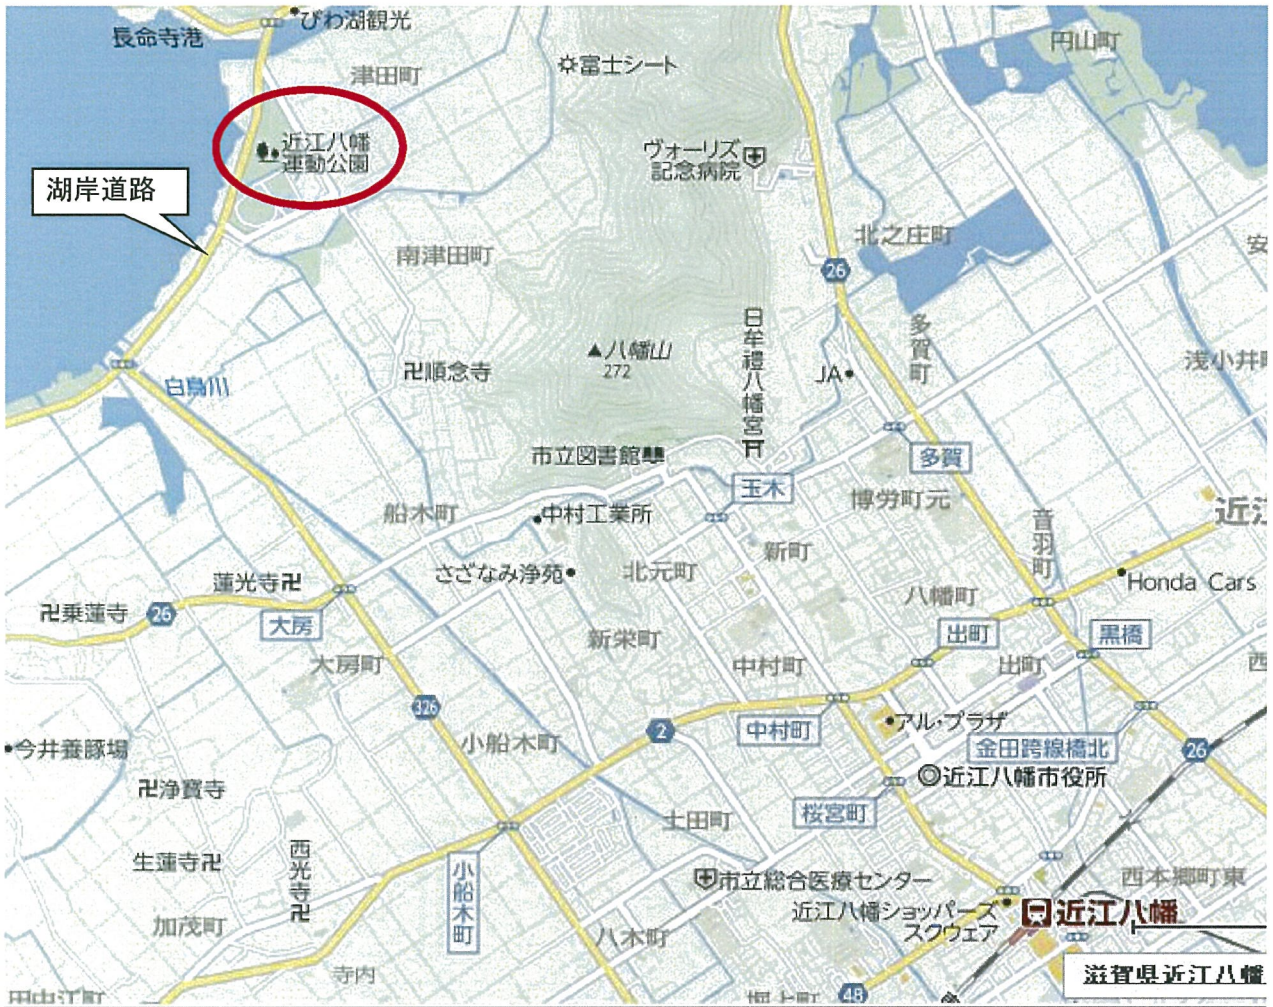 長命寺港
びわ湖観光
津田町
富士シート
円山町
近江八幡
運動公園
ヴォーリズ
記念病院
湖岸道路
南津田町
北之庄町
安
26
日牟禮八幡宮
多賀町
八幡山
272
浅小井町
卍順念寺
JA
白鳥川
市立図書館
多賀
玉木
博労町元
船木町
中村工業所
音羽町
近江
新町
さざなみ浄苑
北元町
蓮光寺卍
Honda Cars
卍乗蓮寺
26
八幡町
大房
新栄町
出町
黒橋
大房町
中村町
出町
西
326
2
中村町
アル・プラザ
小船木町
金田跨線橋北
26
今井養豚場
近江八幡市役所
卍浄寶寺
桜宮町
土田町
生蓮寺卍
西光寺卍
小船木町
市立総合医療センター
西本郷町東
近江八幡ショッパーズ
スクウェア
近江八幡
加茂町
八木町
寺内
滋賀県近江八幡
田中江町
堀上町
48